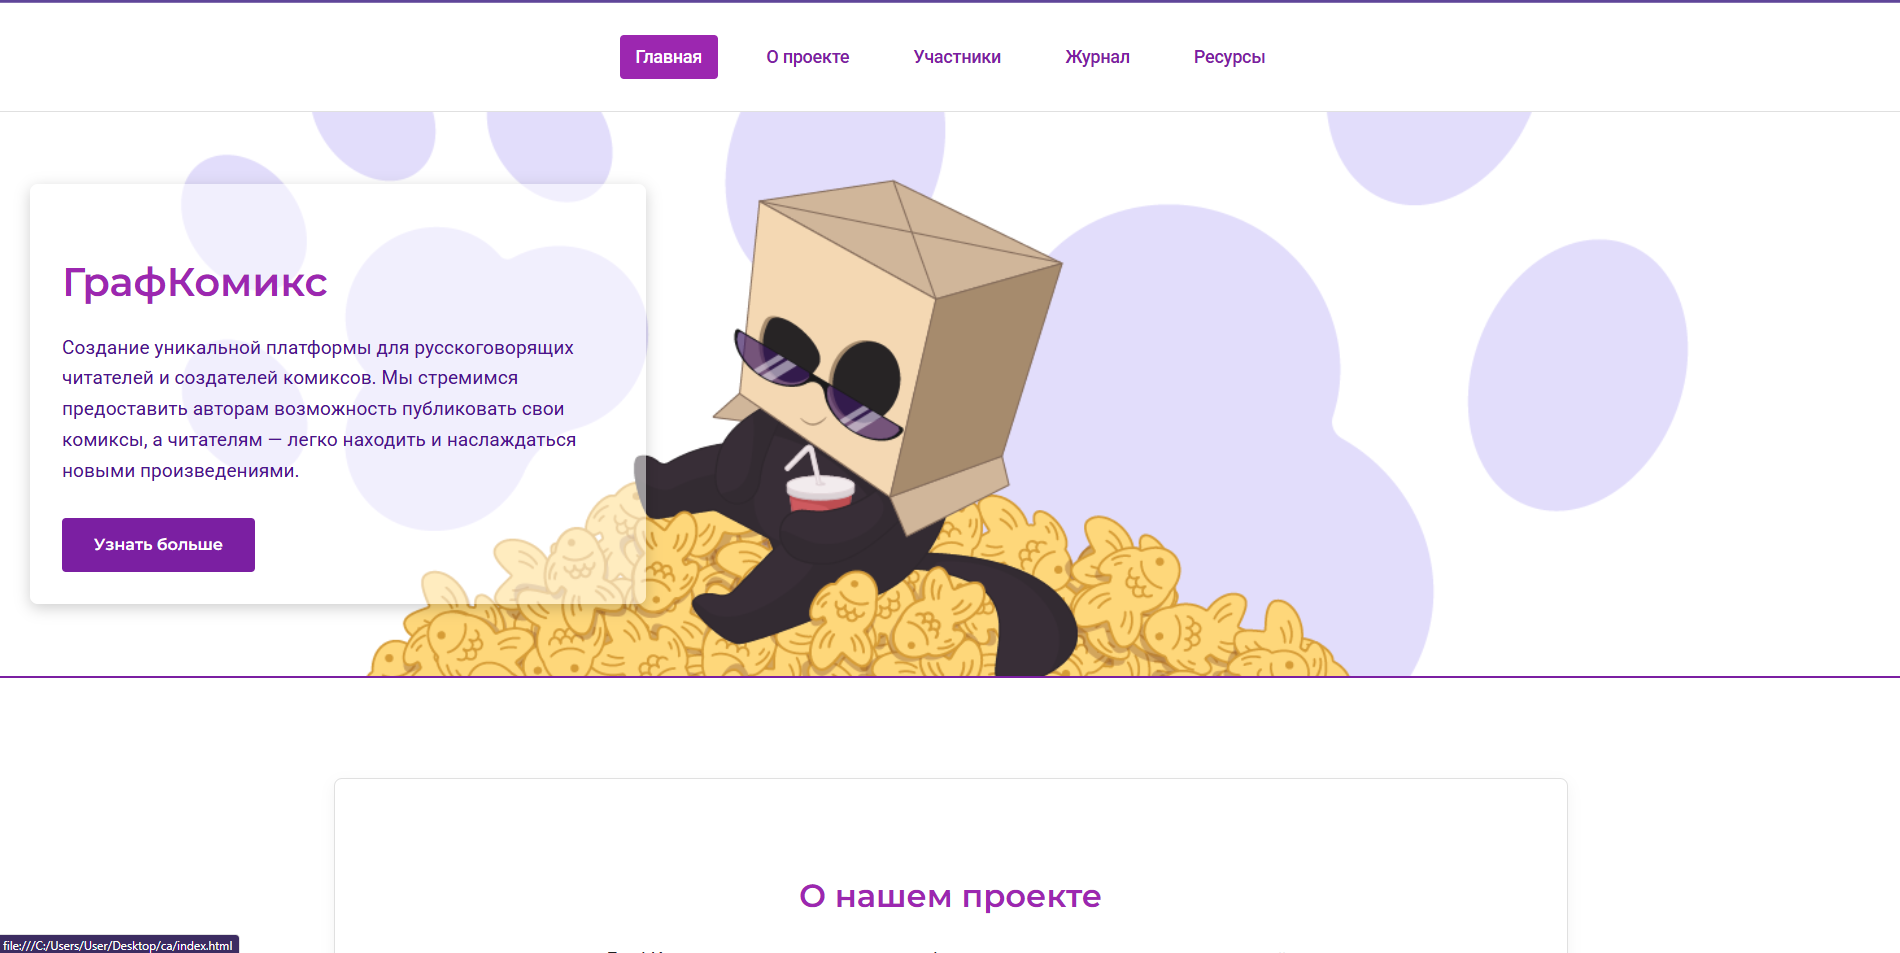 Главная
О проекте
Участники
Журнал
Ресурсы
ГрафКомикс
Создание уникальной платформы для русскоговорящих
читателей и создателей комиксов. Мы стремимся
предоставить авторам возможность публиковать свои
комиксы, а читателям — легко находить и наслаждаться
новыми произведениями.
Узнать больше
О нашем проекте
file:///C:/Users/User/Desktop/ca/index.html